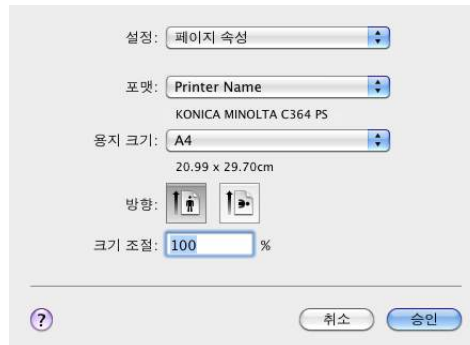 설정: 페이지 속성
포맷: Printer Name
KONICA MINOLTA C364 PS
용지 크기: A4
20.99 x 29.70cm
방향:
크기 조절: 100 %
? 취소 승인